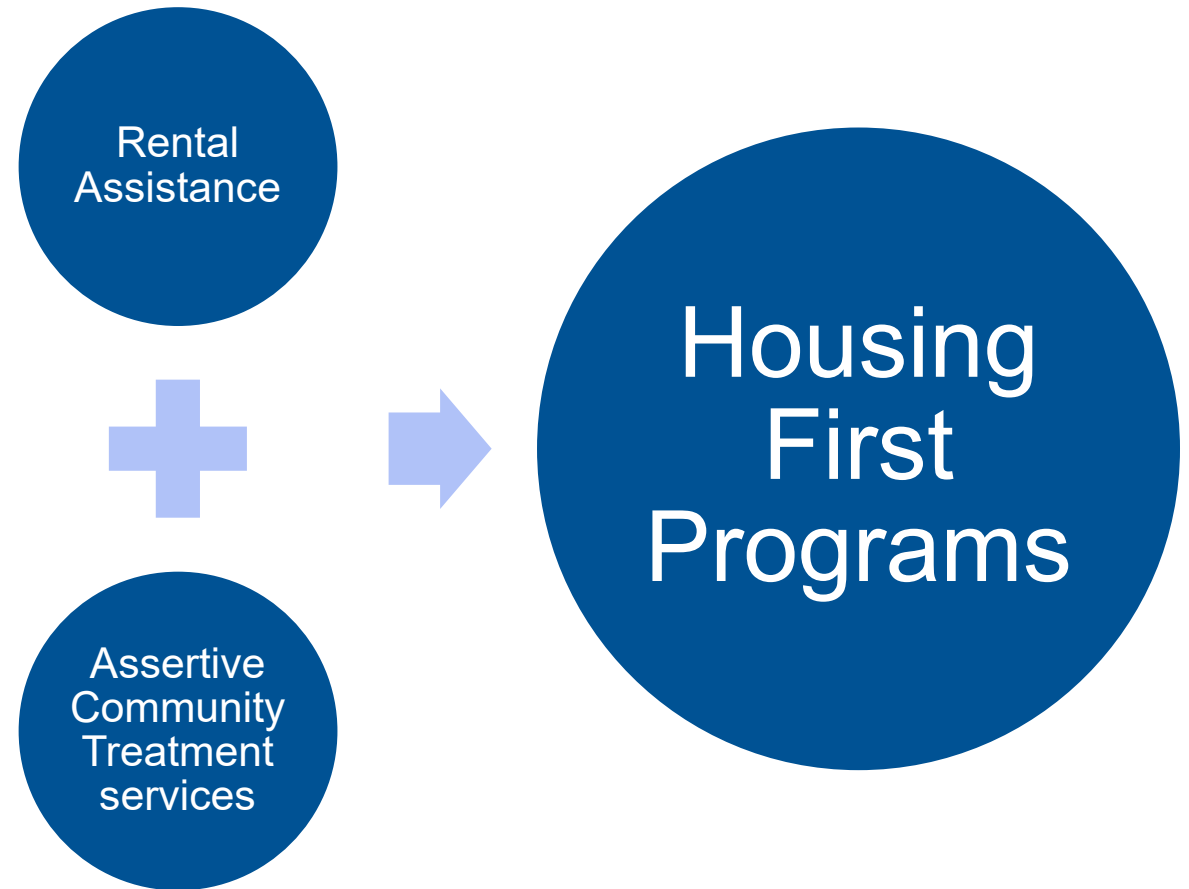 Rental
Assistance
Assertive
Community
Treatment
services
Housing
First
Programs